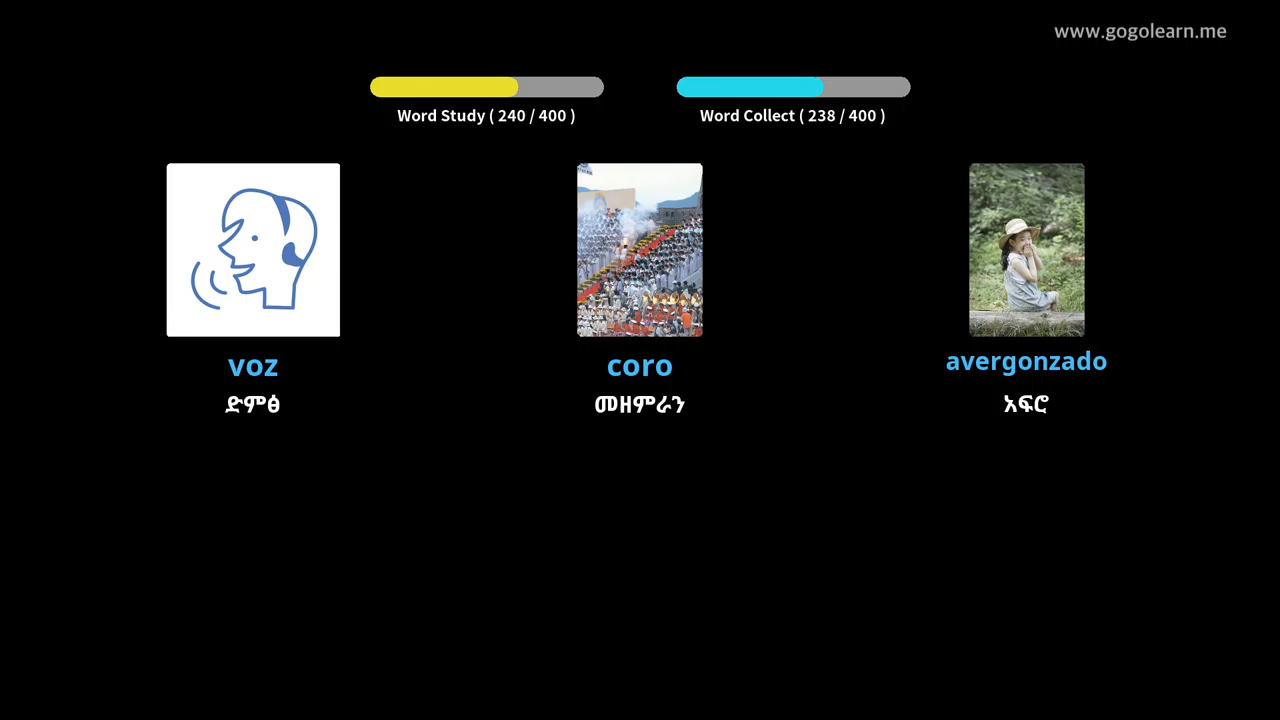 www.gogolearn.me
Word Study ( 240 / 400 )
Word Collect ( 238 / 400 )
voz
coro
avergonzado
ድምፅ
መዘምራን
አፍሮ